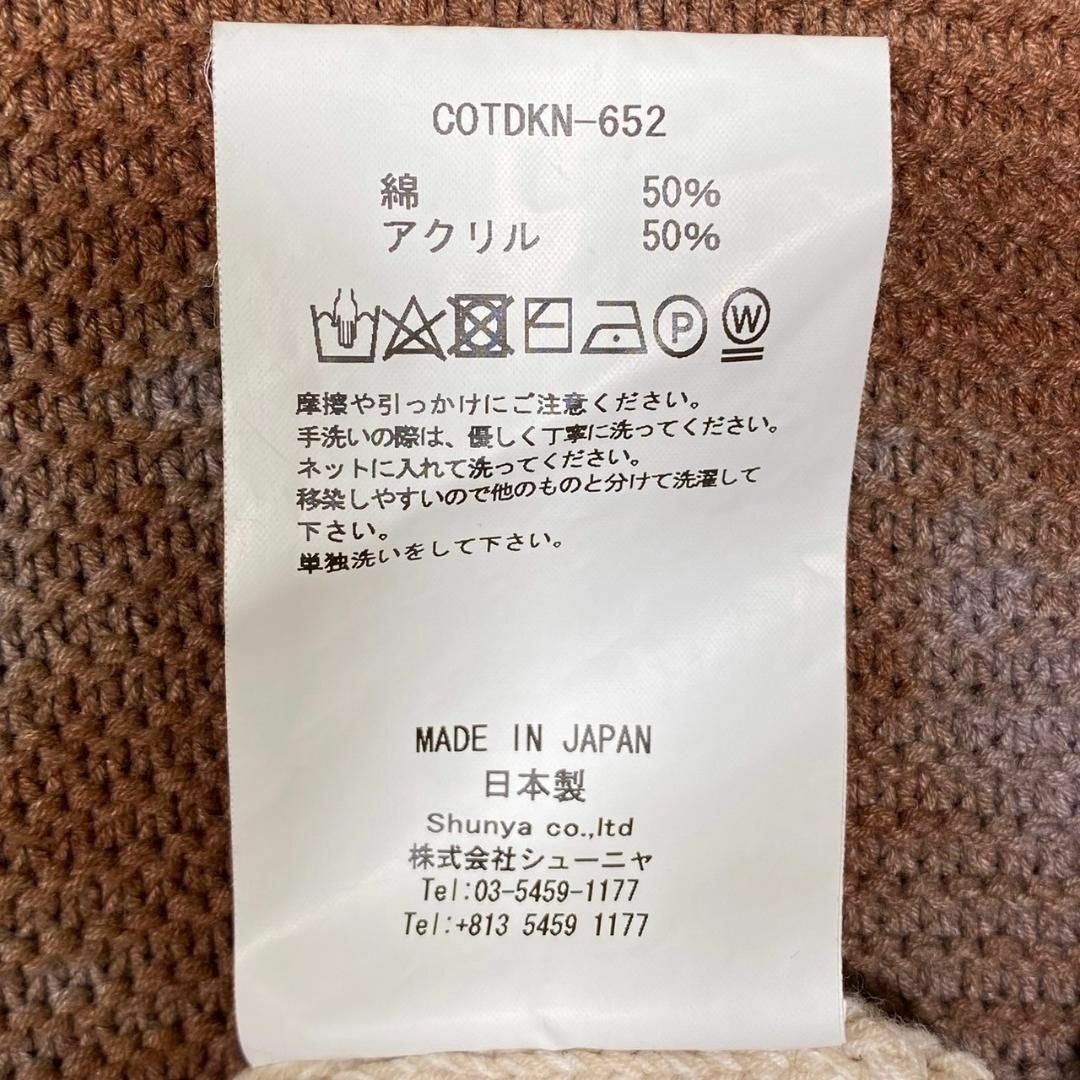 COTDKN-652
綿 50%
アクリル 50%
P W
摩擦や引っかけにご注意ください。
手洗いの際は、優しく丁寧に洗ってください。
ネットに入れて洗ってください。
移染しやすいので他のものと分けて洗濯して
下さい。
単独洗いをして下さい。
MADE IN JAPAN
日本製
Shunya co.,ltd
株式会社シューニャ
Tel:03-5459-1177
Tel:+813 5459 1177